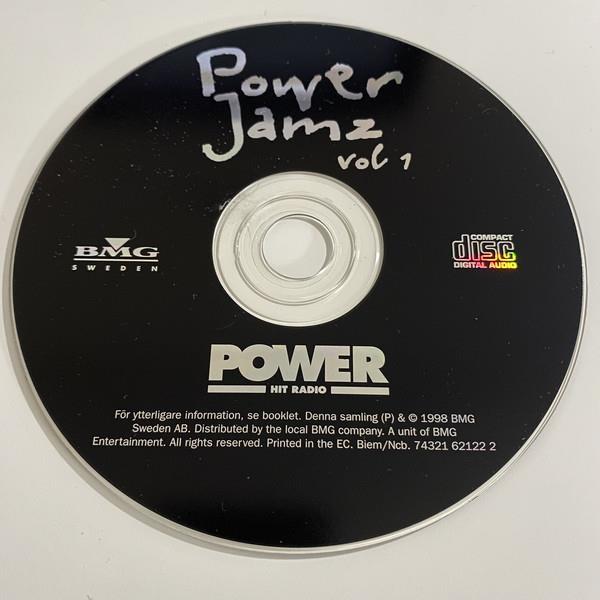 Power
Jamz
vol 1
BMG
SWEDEN
COMPACT
disc
DIGITAL AUDIO
POWER
HIT RADIO
För ytterligare information, se booklet. Denna samling (P) & © 1998 BMG
Sweden AB. Distributed by the local BMG company. A unit of BMG
Entertainment. All rights reserved. Printed in the EC. Biem/Ncb. 74321 62122 2